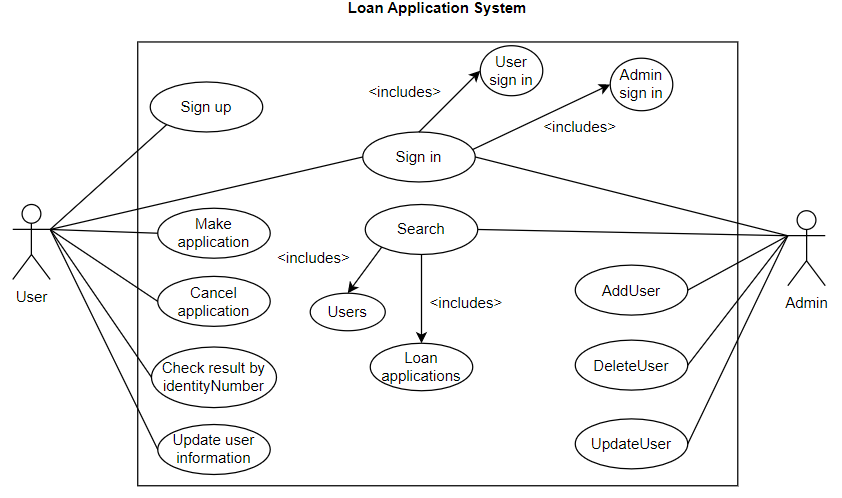 Loan Application System
User
sign in
Admin
sign in
<includes>
<includes>
Sign up
Sign in
Make
application
Search
<includes>
User
Admin
Cancel
application
Users
<includes>
AddUser
Check result by
identityNumber
Loan
applications
DeleteUser
Update user
information
UpdateUser